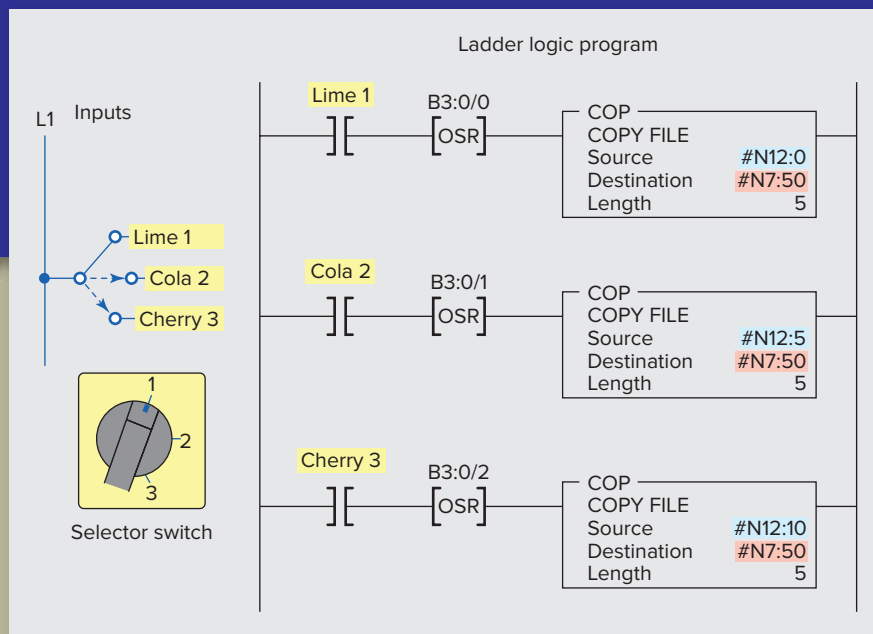 Ladder logic program
L1 Inputs
Lime 1
Cola 2
Cherry 3
1
2
3
Selector switch
Lime 1
B3:0/0
OSR
COP
COPY FILE
Source #N12:0
Destination #N7:50
Length 5
Cola 2
B3:0/1
OSR
COP
COPY FILE
Source #N12:5
Destination #N7:50
Length 5
Cherry 3
B3:0/2
OSR
COP
COPY FILE
Source #N12:10
Destination #N7:50
Length 5